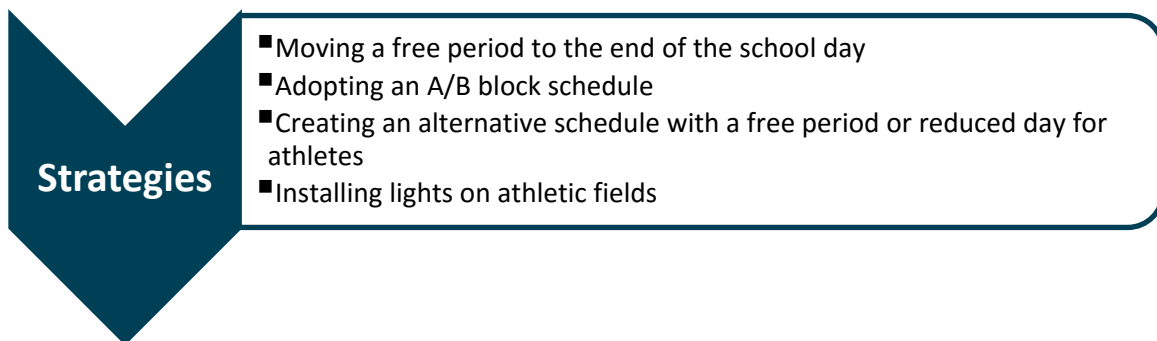 Strategies
▪Moving a free period to the end of the school day
▪Adopting an A/B block schedule
▪Creating an alternative schedule with a free period or reduced day for
athletes
▪Installing lights on athletic fields